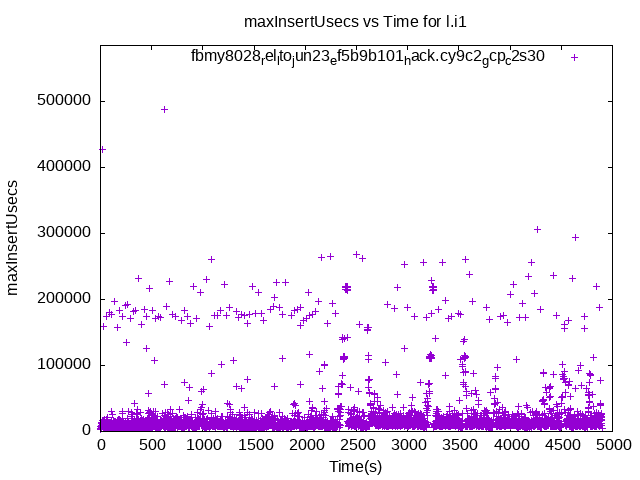 maxInsertUsecs vs Time for l.i1
fbmy8028relltojun23ef5b9b101hack.cy9c2gcpc2s30
500000
400000
300000
200000
100000
0
maxInsertUsecs
0 500 1000 1500 2000 2500 3000 3500 4000 4500 5000
Time(s)